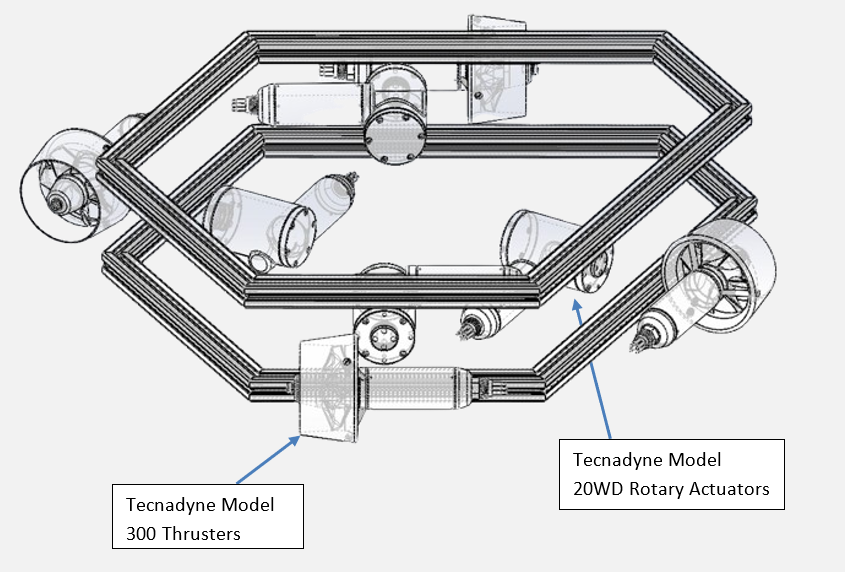 Tecnadyne Model
20WD Rotary Actuators
Tecnadyne Model
300 Thrusters